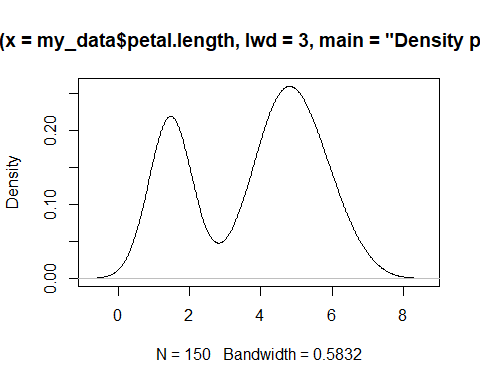 (x = my_data$petal.length, lwd = 3, main = "Density p
Density
0.20
0.10
0.00
0 2 4 6 8
N = 150 Bandwidth = 0.5832